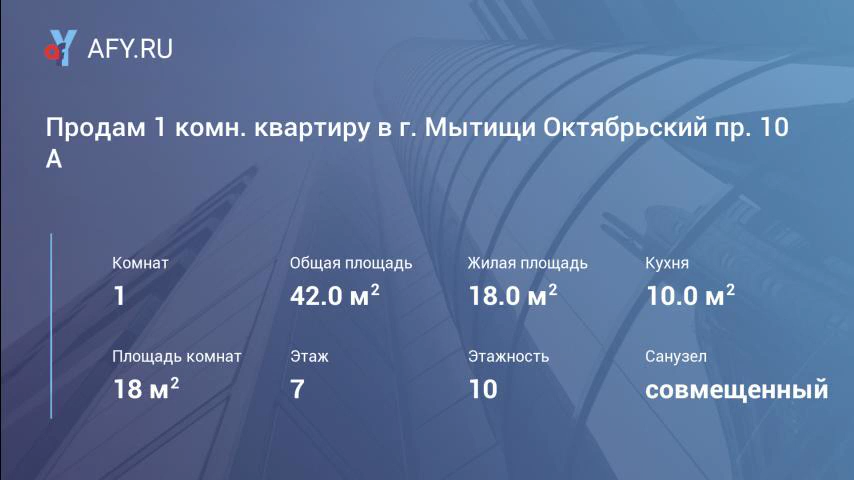 AFY.RU
Продам 1 комн. квартиру в г. Мытищи Октябрьский пр. 10
А
Комнат
1
Общая площадь
42.0 м²
Жилая площадь
18.0 м²
Кухня
10.0 м²
Площадь комнат
18 м²
Этаж
7
Этажность
10
Санузел
совмещенный